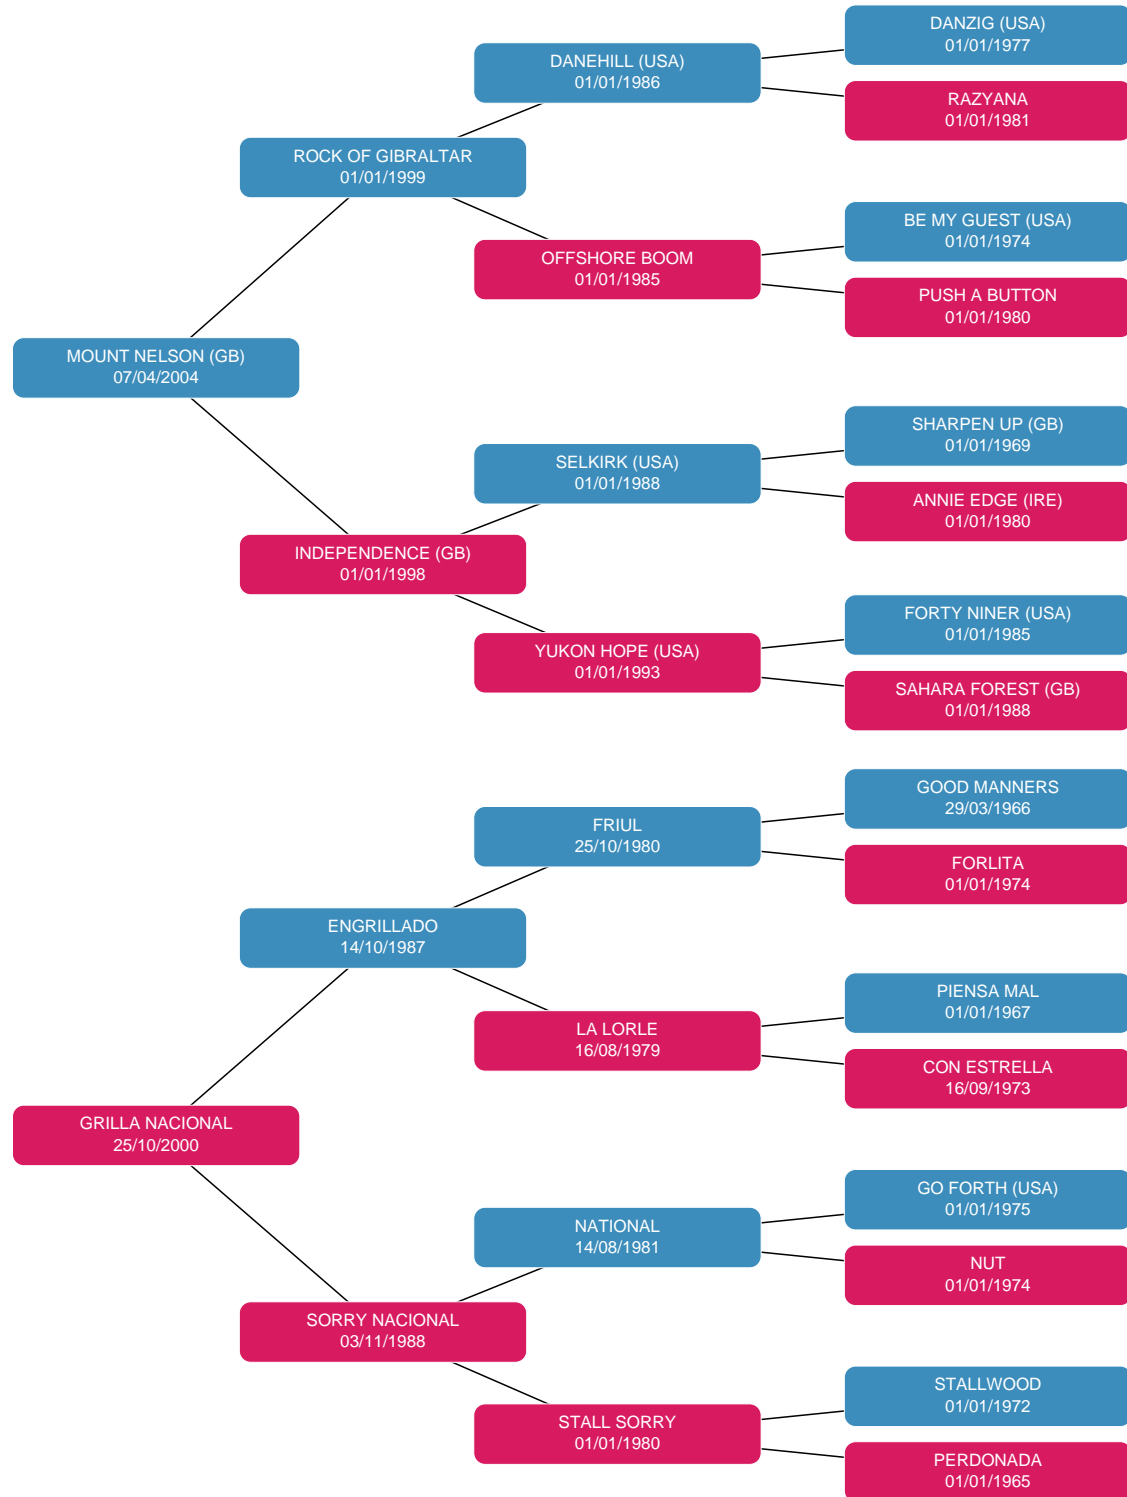 DANZIG (USA)
01/01/1977
DANEHILL (USA)
01/01/1986
RAZYANA
01/01/1981
ROCK OF GIBRALTAR
01/01/1999
BE MY GUEST (USA)
01/01/1974
OFFSHORE BOOM
01/01/1985
PUSH A BUTTON
01/01/1980
MOUNT NELSON (GB)
07/04/2004
SHARPEN UP (GB)
01/01/1969
SELKIRK (USA)
01/01/1988
ANNIE EDGE (IRE)
01/01/1980
INDEPENDENCE (GB)
01/01/1998
FORTY NINER (USA)
01/01/1985
YUKON HOPE (USA)
01/01/1993
SAHARA FOREST (GB)
01/01/1988
GOOD MANNERS
29/03/1966
FRIUL
25/10/1980
FORLITA
01/01/1974
ENGRILLADO
14/10/1987
PIENSA MAL
01/01/1967
LA LORLE
16/08/1979
CON ESTRELLA
16/09/1973
GRILLA NACIONAL
25/10/2000
GO FORTH (USA)
01/01/1975
NATIONAL
14/08/1981
NUT
01/01/1974
SORRY NACIONAL
03/11/1988
STALLWOOD
01/01/1972
STALL SORRY
01/01/1980
PERDONADA
01/01/1965